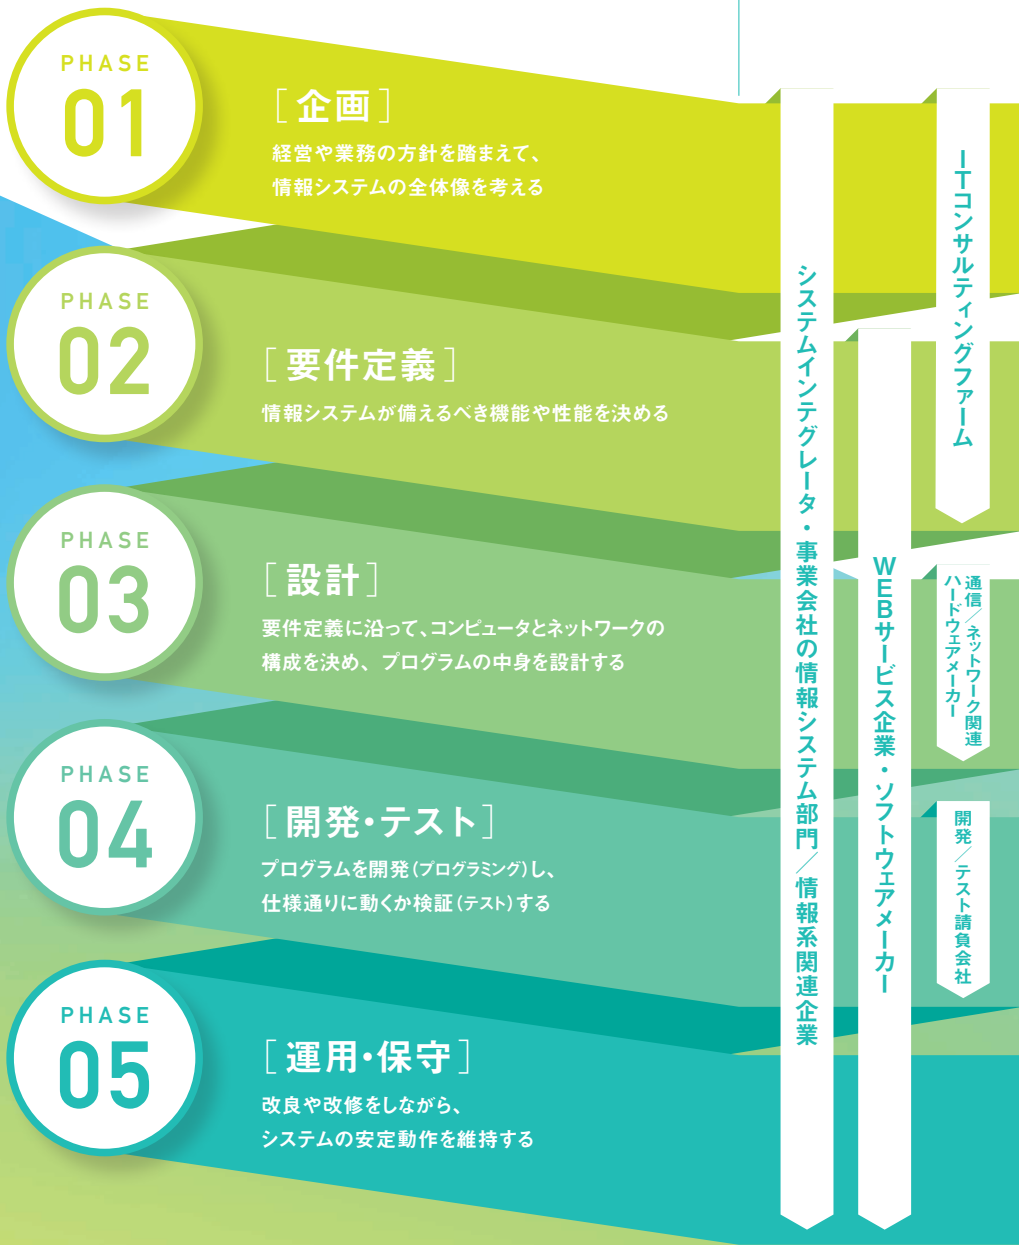 PHASE
01
［企画］
経営や業務の方針を踏まえて、
情報システムの全体像を考える
PHASE
02
［要件定義］
情報システムが備えるべき機能や性能を決める
PHASE
03
［設計］
要件定義に沿って、コンピュータとネットワークの
構成を決め、プログラムの中身を設計する
PHASE
04
［開発・テスト］
プログラムを開発（プログラミング）し、
仕様通りに動くか検証（テスト）する
PHASE
05
［運用・保守］
改良や改修をしながら、
システムの安定動作を維持する
システムインテグレータ・事業会社の情報システム部門／情報系関連企業
WEBサービス企業・ソフトウェアメーカー
ITコンサルティングファーム
通信／ネットワーク関連
ハードウェアメーカー
開発／テスト請負会社